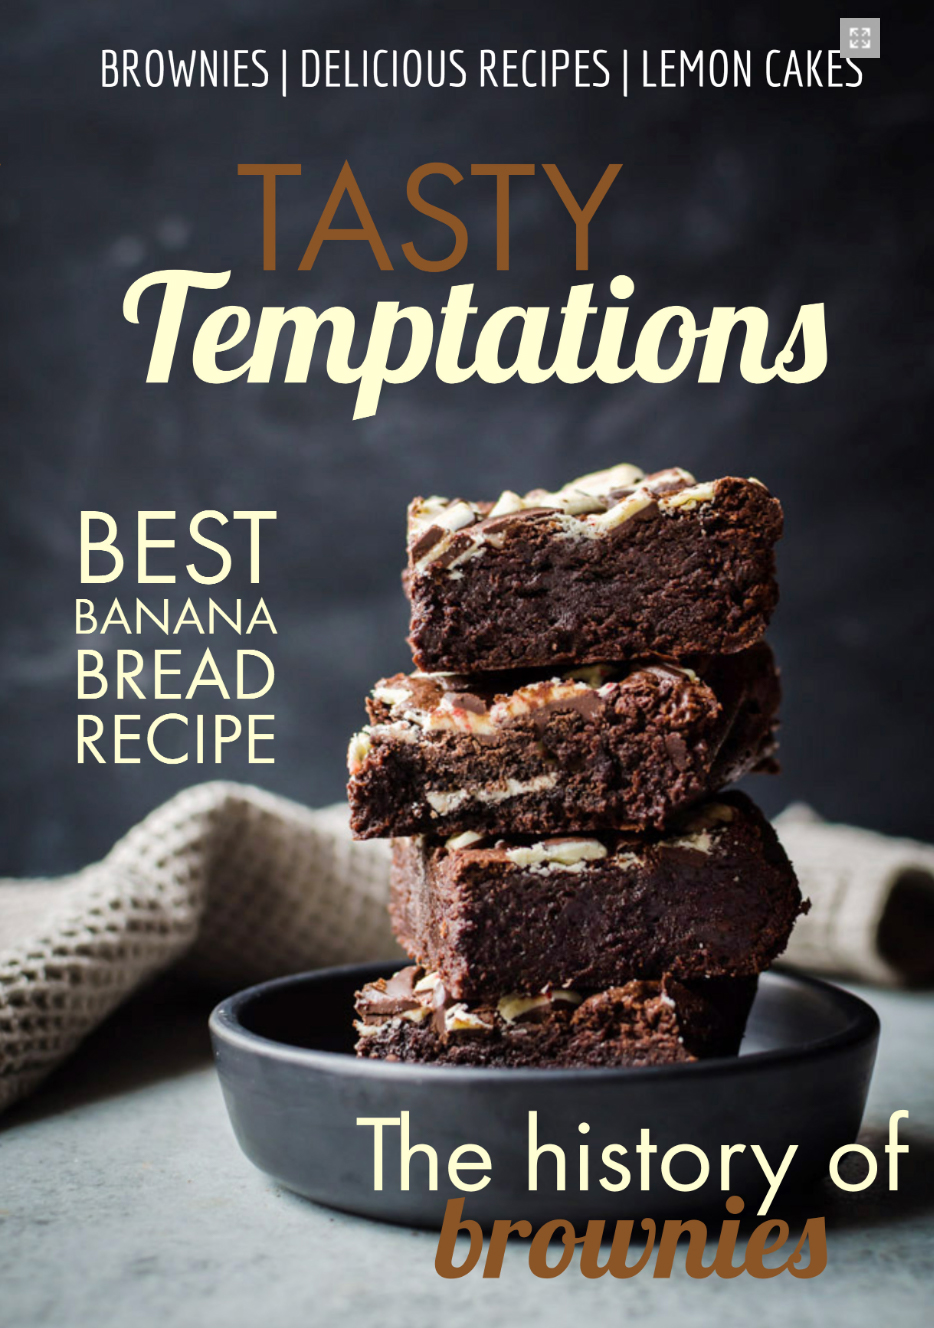 BROWNIES | DELICIOUS RECIPES | LEMON CAKES
TASTY
Temptations
BEST
BANANA
BREAD
RECIPE
The history of
brownies